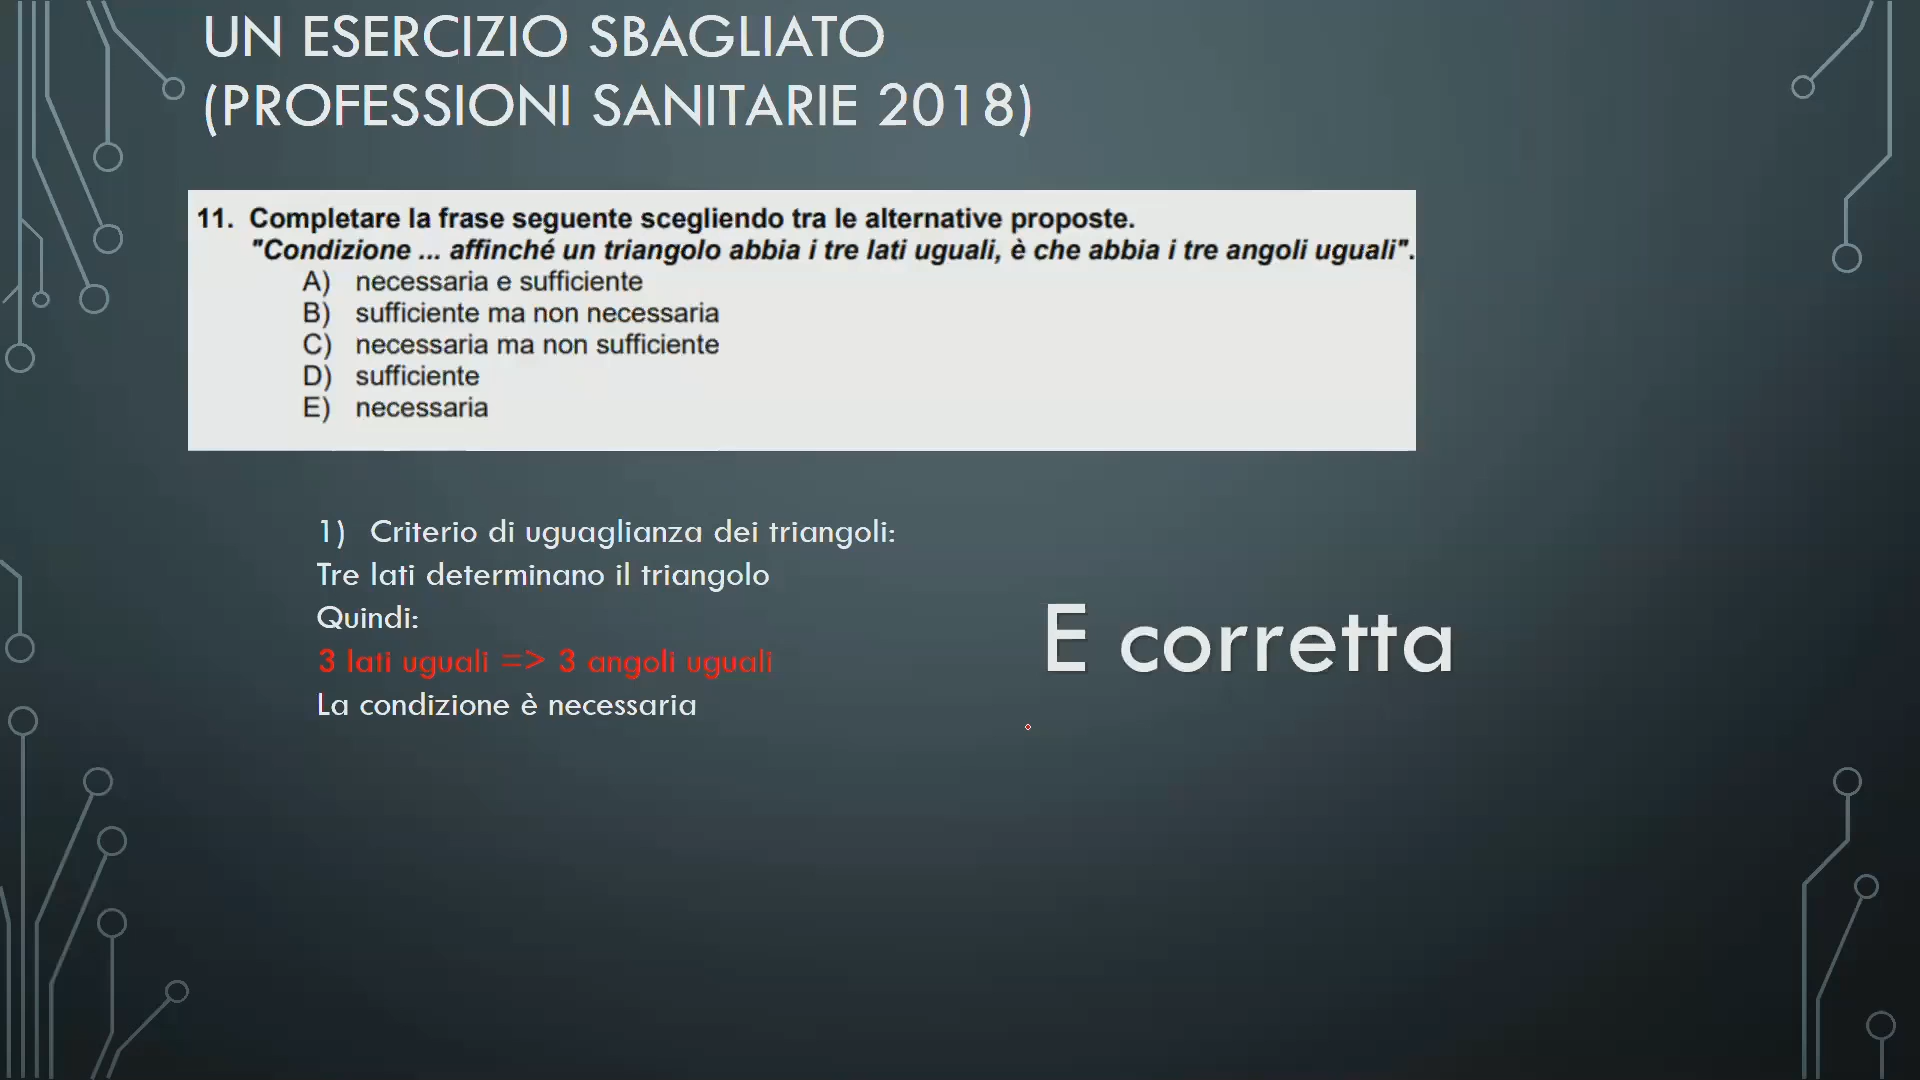 UN ESERCIZIO SBAGLIATO
(PROFESSIONI SANITARIE 2018)
11. Completare la frase seguente scegliendo tra le alternative proposte.
"Condizione ... affinché un triangolo abbia i tre lati uguali, è che abbia i tre angoli uguali".
A) necessaria e sufficiente
B) sufficiente ma non necessaria
C) necessaria ma non sufficiente
D) sufficiente
E) necessaria
1) Criterio di uguaglianza dei triangoli:
Tre lati determinano il triangolo
Quindi:
3 lati uguali => 3 angoli uguali
La condizione è necessaria
E corretta